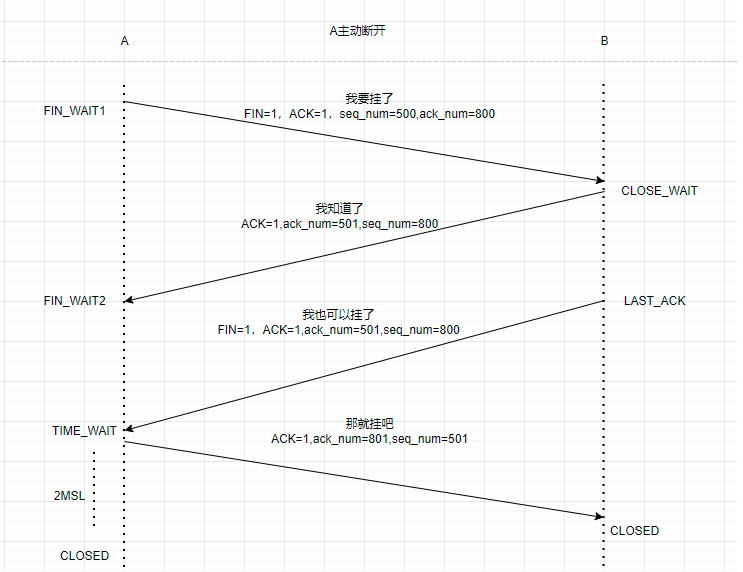 A主动断开
A
B
我要挂了
FIN_WAIT1
FIN=1，ACK=1，seq_num=500,ack_num=800
CLOSE_WAIT
我知道了
ACK=1,ack_num=501,seq_num=800
FIN_WAIT2
LAST_ACK
我也可以挂了
FIN=1，ACK=1,ack_num=501,seq_num=800
那就挂吧
TIME_WAIT
ACK=1,ack_num=801,seq_num=501
2MSL
CLOSED
CLOSED